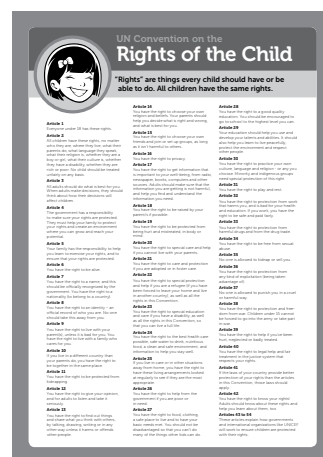 UN Convention on the
Rights of the Child
"Rights" are things every child should have or be
able to do. All children have the same rights.
Article 1
Everyone under 18 has these rights.
Article 2
All children have these rights, no matter
who they are, where they live, what their
parents do, what language they speak,
what their religion is, whether they are a
boy or girl, what their culture is, whether
they have a disability, whether they are
rich or poor. No child should be treated
unfairly on any basis.
Article 3
All adults should do what is best for you.
When adults make decisions, they should
think about how their decisions will
affect children.
Article 4
The government has a responsibility
to make sure your rights are protected.
They must help your family to protect
your rights and create an environment
where you can grow and reach your
potential.
Article 5
Your family has the responsibility to help
you learn to exercise your rights, and to
ensure that your rights are protected.
Article 6
You have the right to be alive.
Article 7
You have the right to a name, and this
should be officially recognized by the
government. You have the right to a
nationality (to belong to a country).
Article 8
You have the right to an identity – an
official record of who you are. No one
should take this away from you.
Article 9
You have the right to live with your
parent(s), unless it is bad for you. You
have the right to live with a family who
cares for you.
Article 10
If you live in a different country than
your parents do, you have the right to
be together in the same place.
Article 11
You have the right to be protected from
kidnapping.
Article 12
You have the right to give your opinion,
and for adults to listen and take it
seriously.
Article 13
You have the right to find out things
and share what you think with others,
by talking, drawing, writing or in any
other way unless it harms or offends
other people.
Article 14
You have the right to choose your own
religion and beliefs. Your parents should
help you decide what is right and wrong,
and what is best for you.
Article 15
You have the right to choose your own
friends and join or set up groups, as long
as it isn't harmful to others.
Article 16
You have the right to privacy.
Article 17
You have the right to get information that
is important to your well-being, from radio,
newspaper, books, computers and other
sources. Adults should make sure that the
information you are getting is not harmful,
and help you find and understand the
information you need.
Article 18
You have the right to be raised by your
parent(s) if possible.
Article 19
You have the right to be protected from
being hurt and mistreated, in body or
mind.
Article 20
You have the right to special care and help
if you cannot live with your parents.
Article 21
You have the right to care and protection
if you are adopted or in foster care.
Article 22
You have the right to special protection
and help if you are a refugee (if you have
been forced to leave your home and live
in another country), as well as all the
rights in this Convention.
Article 23
You have the right to special education
and care if you have a disability, as well
as all the rights in this Convention, so
that you can live a full life.
Article 24
You have the right to the best health care
possible, safe water to drink, nutritious
food, a clean and safe environment, and
information to help you stay well.
Article 25
If you live in care or in other situations
away from home, you have the right to
have these living arrangements looked
at regularly to see if they are the most
appropriate.
Article 26
You have the right to help from the
government if you are poor or
in need.
Article 27
You have the right to food, clothing,
a safe place to live and to have your
basic needs met. You should not be
disadvantaged so that you can't do
many of the things other kids can do.
Article 28
You have the right to a good quality
education. You should be encouraged to
go to school to the highest level you can.
Article 29
Your education should help you use and
develop your talents and abilities. It should
also help you learn to live peacefully,
protect the environment and respect
other people.
Article 30
You have the right to practice your own
culture, language and religion - or any you
choose. Minority and indigenous groups
need special protection of this right.
Article 31
You have the right to play and rest.
Article 32
You have the right to protection from work
that harms you, and is bad for your health
and education. If you work, you have the
right to be safe and paid fairly.
Article 33
You have the right to protection from
harmful drugs and from the drug trade.
Article 34
You have the right to be free from sexual
abuse.
Article 35
No one is allowed to kidnap or sell you.
Article 36
You have the right to protection from
any kind of exploitation (being taken
advantage of).
Article 37
No one is allowed to punish you in a cruel
or harmful way.
Article 38
You have the right to protection and free-
dom from war. Children under 15 cannot
be forced to go into the army or take part
in war.
Article 39
You have the right to help if you've been
hurt, neglected or badly treated.
Article 40
You have the right to legal help and fair
treatment in the justice system that
respects your rights.
Article 41
If the laws of your country provide better
protection of your rights than the articles
in this Convention, those laws should
apply.
Article 42
You have the right to know your rights!
Adults should know about these rights and
help you learn about them, too.
Articles 43 to 54
These articles explain how governments
and international organizations like UNICEF
will work to ensure children are protected
with their rights.